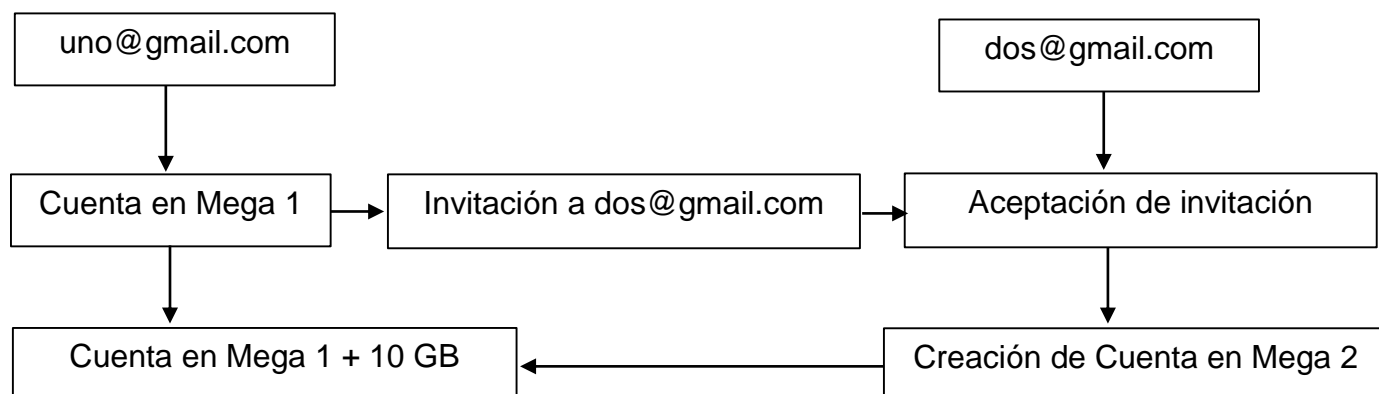 uno@gmail.com
dos@gmail.com
Cuenta en Mega 1
Invitación a dos@gmail.com
Aceptación de invitación
Cuenta en Mega 1 + 10 GB
Creación de Cuenta en Mega 2